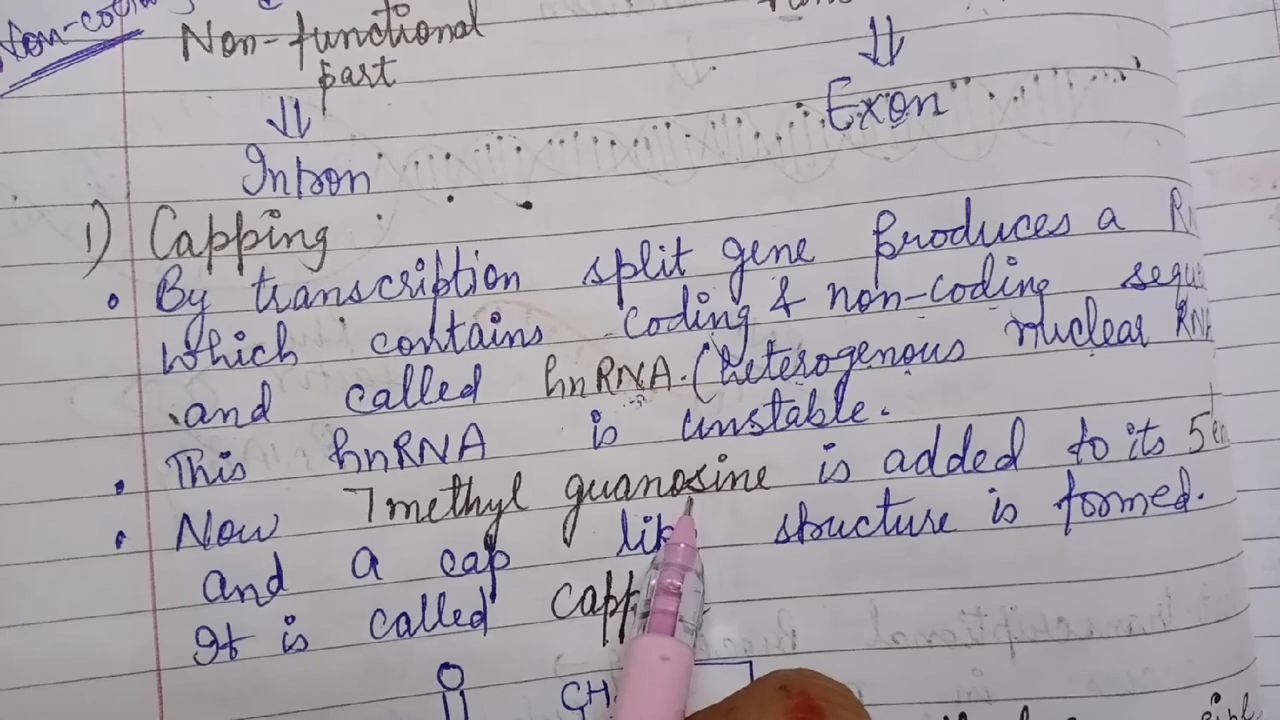 Non-functional
part
⇓
⇓
Intron
Exon
1) Capping
• By transcription split gene produces a
which contains coding & non-coding
and called hnRNA. (heterogenous nuclear RNA
• This hnRNA is unstable.
• Now 7methyl guanosine is added to its 5'
and a cap like structure is formed.
It is called
CH